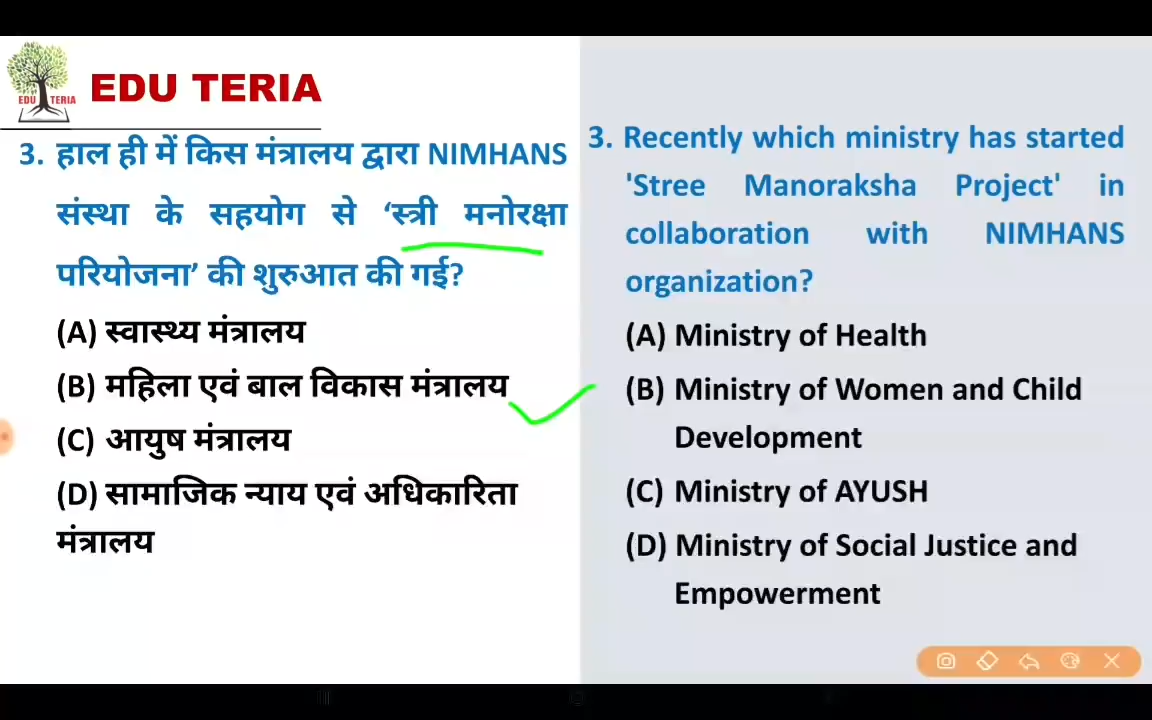 EDU TERIA
EDU TERIA
3. हाल ही में किस मंत्रालय द्वारा NIMHANS
संस्था के सहयोग से ‘स्त्री मनोरक्षा
परियोजना’ की शुरुआत की गई?
(A) स्वास्थ्य मंत्रालय
(B) महिला एवं बाल विकास मंत्रालय
(C) आयुष मंत्रालय
(D) सामाजिक न्याय एवं अधिकारिता
मंत्रालय
3. Recently which ministry has started
'Stree Manoraksha Project' in
collaboration with NIMHANS
organization?
(A) Ministry of Health
(B) Ministry of Women and Child
Development
(C) Ministry of AYUSH
(D) Ministry of Social Justice and
Empowerment